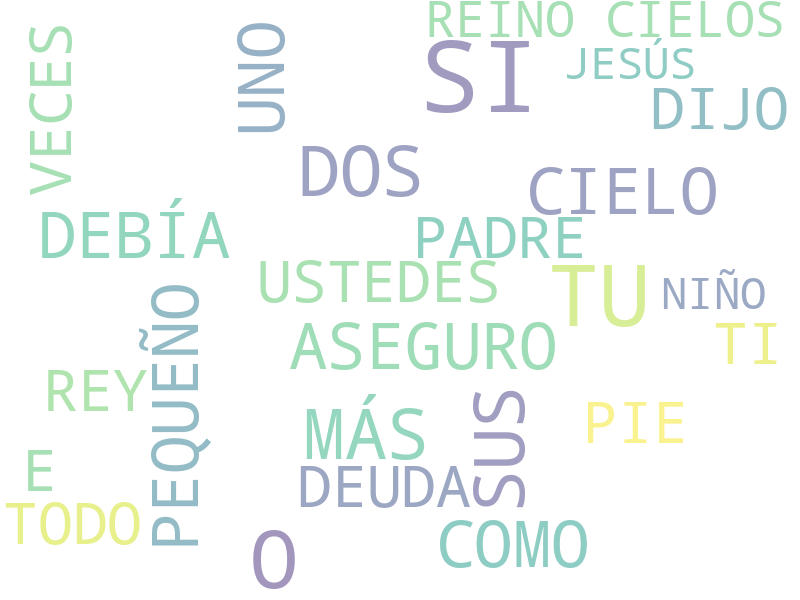 REINO CIELOS
VECES
UNO
SI
JESÚS
DIJO
DOS
CIELO
DEBÍA
PADRE
USTEDES
TU
NIÑO
PEQUEÑO
ASEGURO
TI
REY
MÁS
SUS
PIE
E
DEUDA
TODO
O
COMO